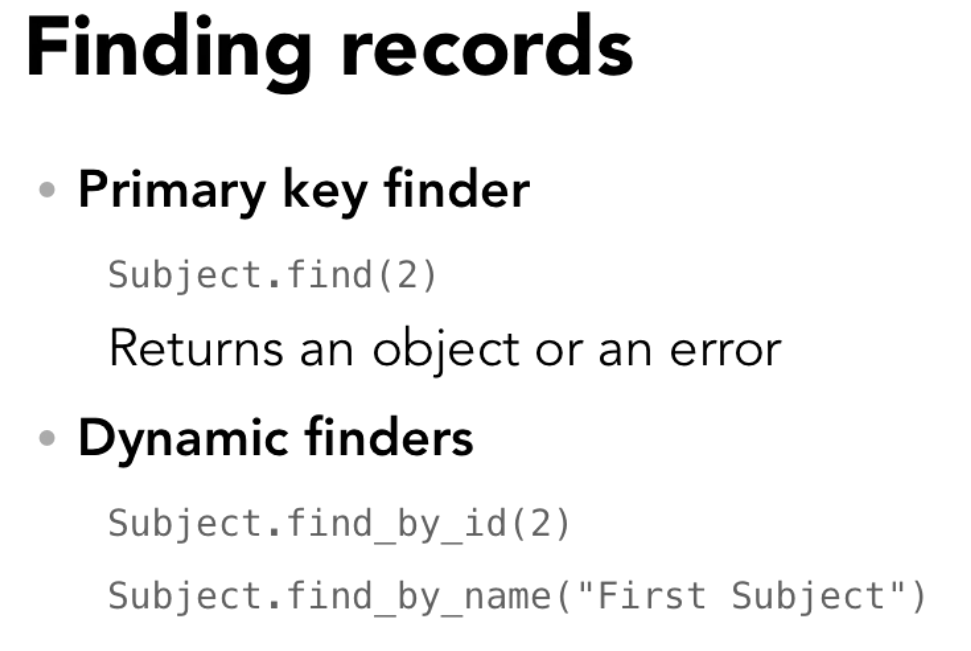 Finding records
• Primary key finder
Subject.find(2)
Returns an object or an error
• Dynamic finders
Subject.find_by_id(2)
Subject.find_by_name("First Subject")